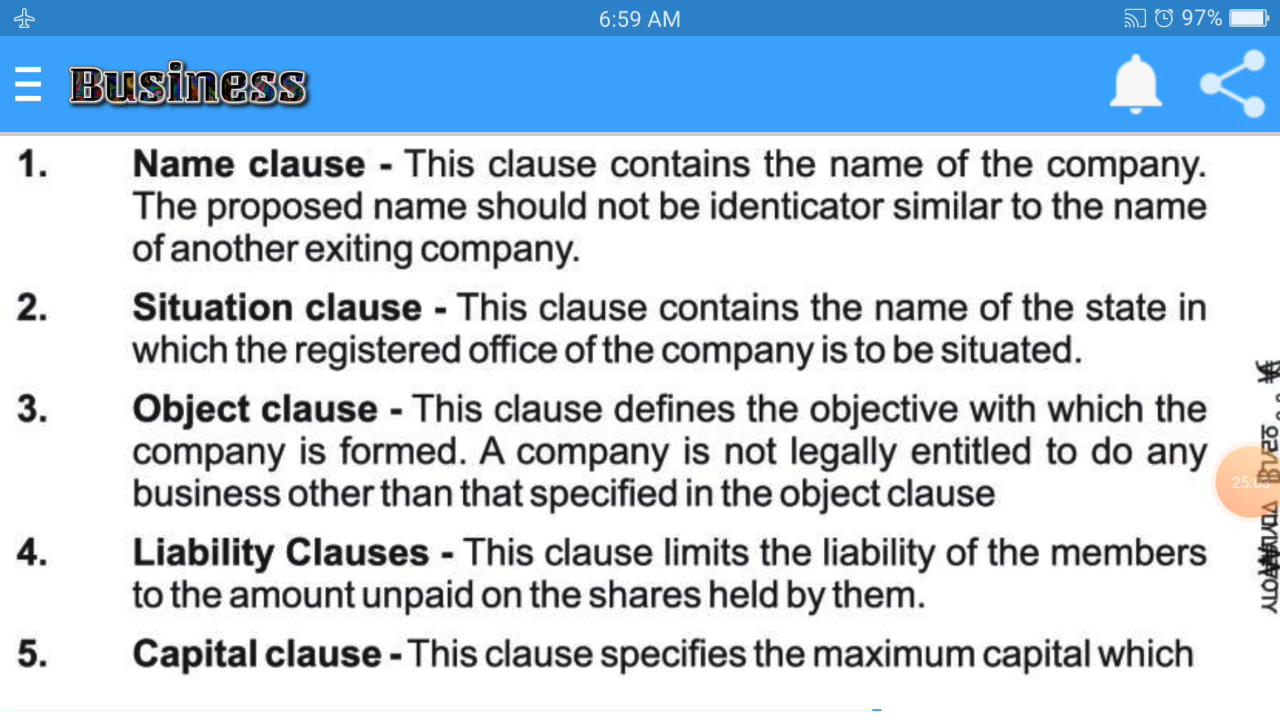 6:59 AM
97%
Business
1. Name clause - This clause contains the name of the company.
The proposed name should not be identicator similar to the name
of another exiting company.
2. Situation clause - This clause contains the name of the state in
which the registered office of the company is to be situated.
3. Object clause - This clause defines the objective with which the
company is formed. A company is not legally entitled to do any
business other than that specified in the object clause
4. Liability Clauses - This clause limits the liability of the members
to the amount unpaid on the shares held by them.
5. Capital clause - This clause specifies the maximum capital which